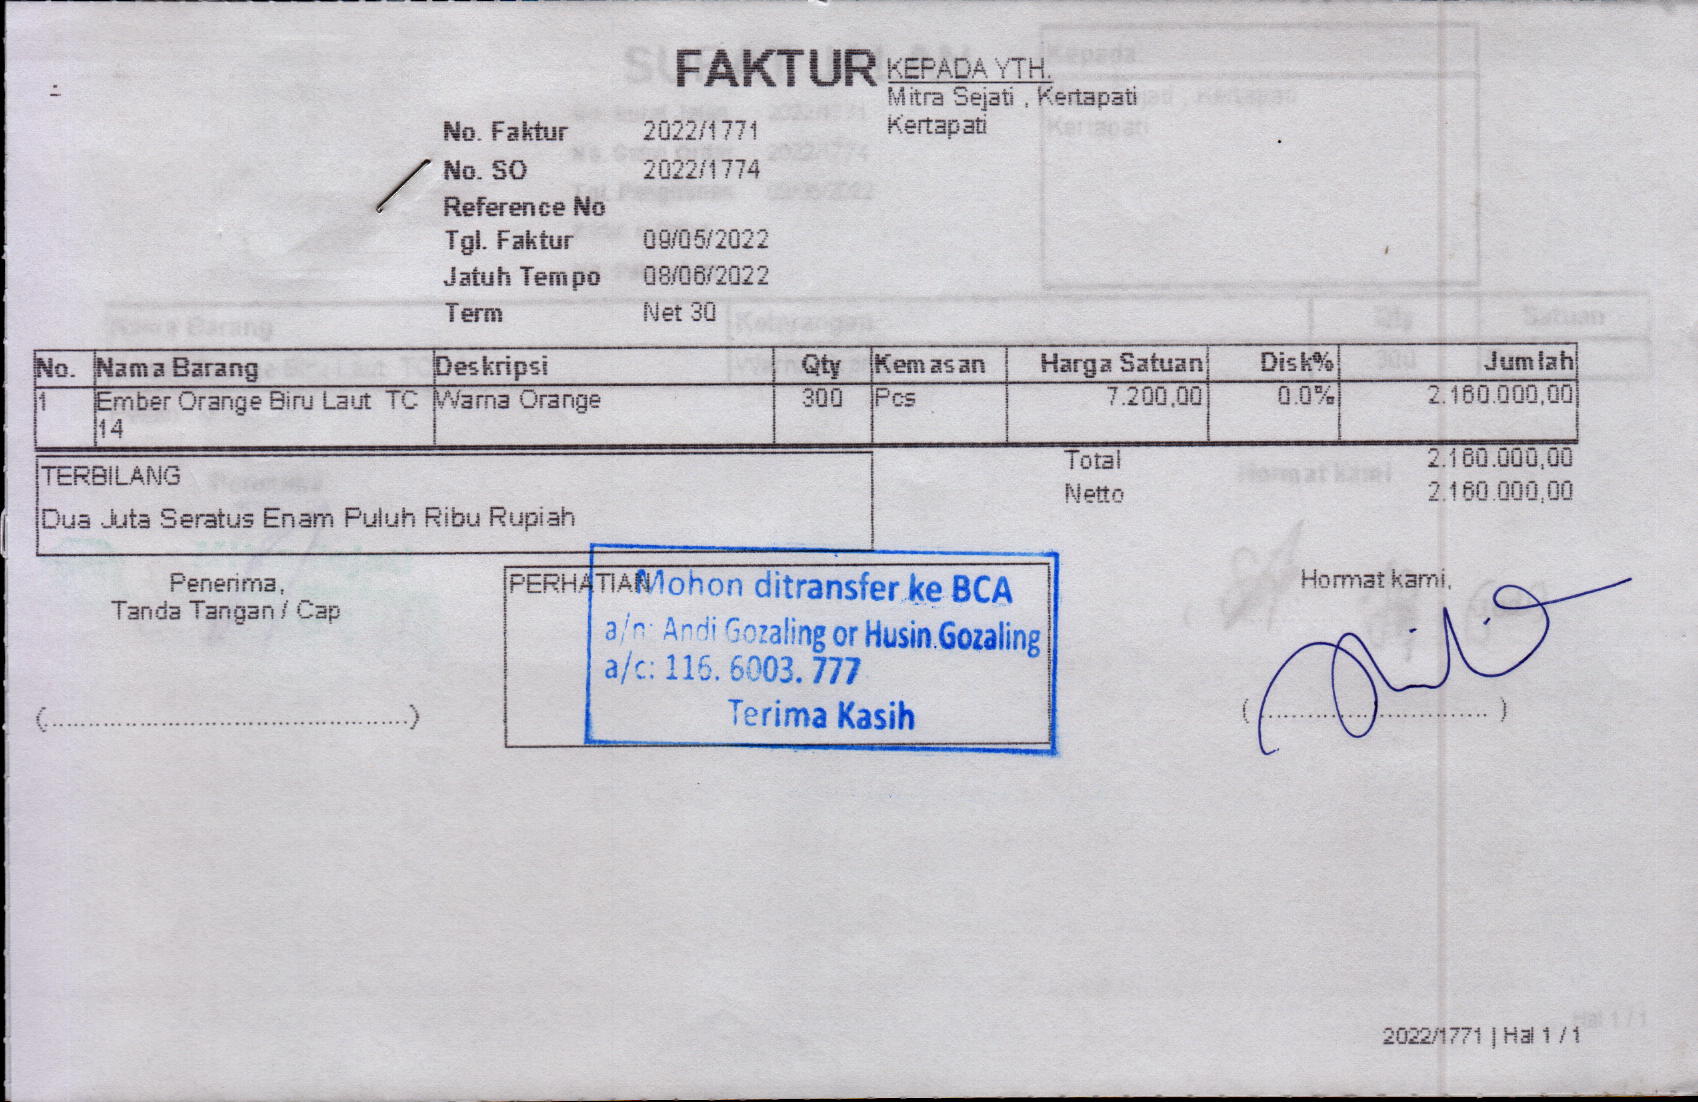 FAKTUR
KEPADA YTH.
Mitra Sejati , Kertapati
Kertapati
No. Faktur 2022/1771
No. SO 2022/1774
Reference No
Tgl. Faktur 09/05/2022
Jatuh Tempo 08/06/2022
Term Net 30
No. Nama Barang Deskripsi Qty Kemasan Harga Satuan Disk% Jumlah
1 Ember Orange Biru Laut TC Warna Orange 300 Pcs 7.200,00 0.0% 2.160.000,00
14
Total 2.160.000,00
Netto 2.160.000,00
TERBILANG
Dua Juta Seratus Enam Puluh Ribu Rupiah
Penerima,
Tanda Tangan / Cap
(..........................................)
PERHATIAN
Mohon ditransfer ke BCA
a/n: Andi Gozaling or Husin Gozaling
a/c: 116. 6003. 777
Terima Kasih
Hormat kami,
(..........................)
2022/1771 | Hal 1 / 1